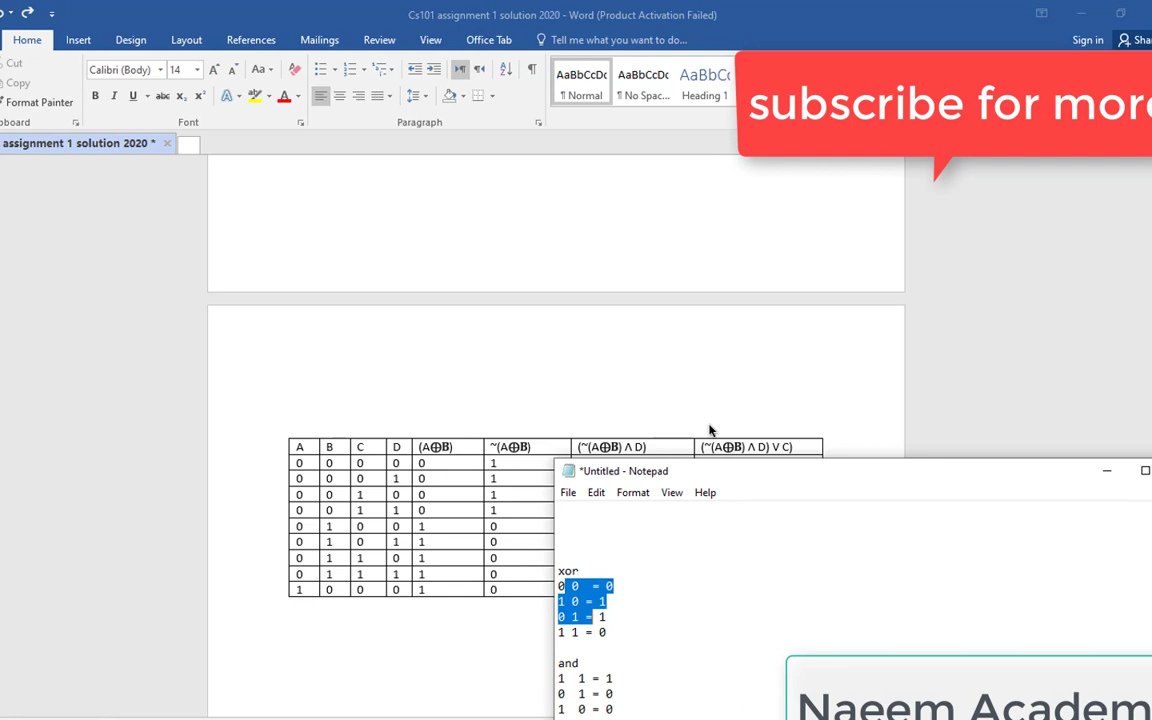 Cs101 assignment 1 solution 2020 - Word (Product Activation Failed)
Home Insert Design Layout References Mailings Review View Office Tab Tell me what you want to do... Sign in
Cut
Copy
Format Painter
Calibri (Body) 14
Aa
B I U abc x₂ x²
AaBbCcDc AaBbCcDc AaBbCc
¶ Normal ¶ No Spac... Heading 1
Font Paragraph
subscribe for more
assignment 1 solution 2020 *
A B C D (A⊕B) ~(A⊕B) (~(A⊕B) Λ D) (~(A⊕B) Λ D) V C)
0 0 0 0 0 1
0 0 0 1 0 1
0 0 1 0 0 1
0 0 1 1 0 1
0 1 0 0 1 0
0 1 0 1 1 0
0 1 1 0 1 0
0 1 1 1 1 0
1 0 0 0 1 0
*Untitled - Notepad
File Edit Format View Help
xor
0 0 = 0
1 0 = 1
0 1 = 1
1 1 = 0
and
1 1 = 1
0 1 = 0
1 0 = 0
Naeem Academ